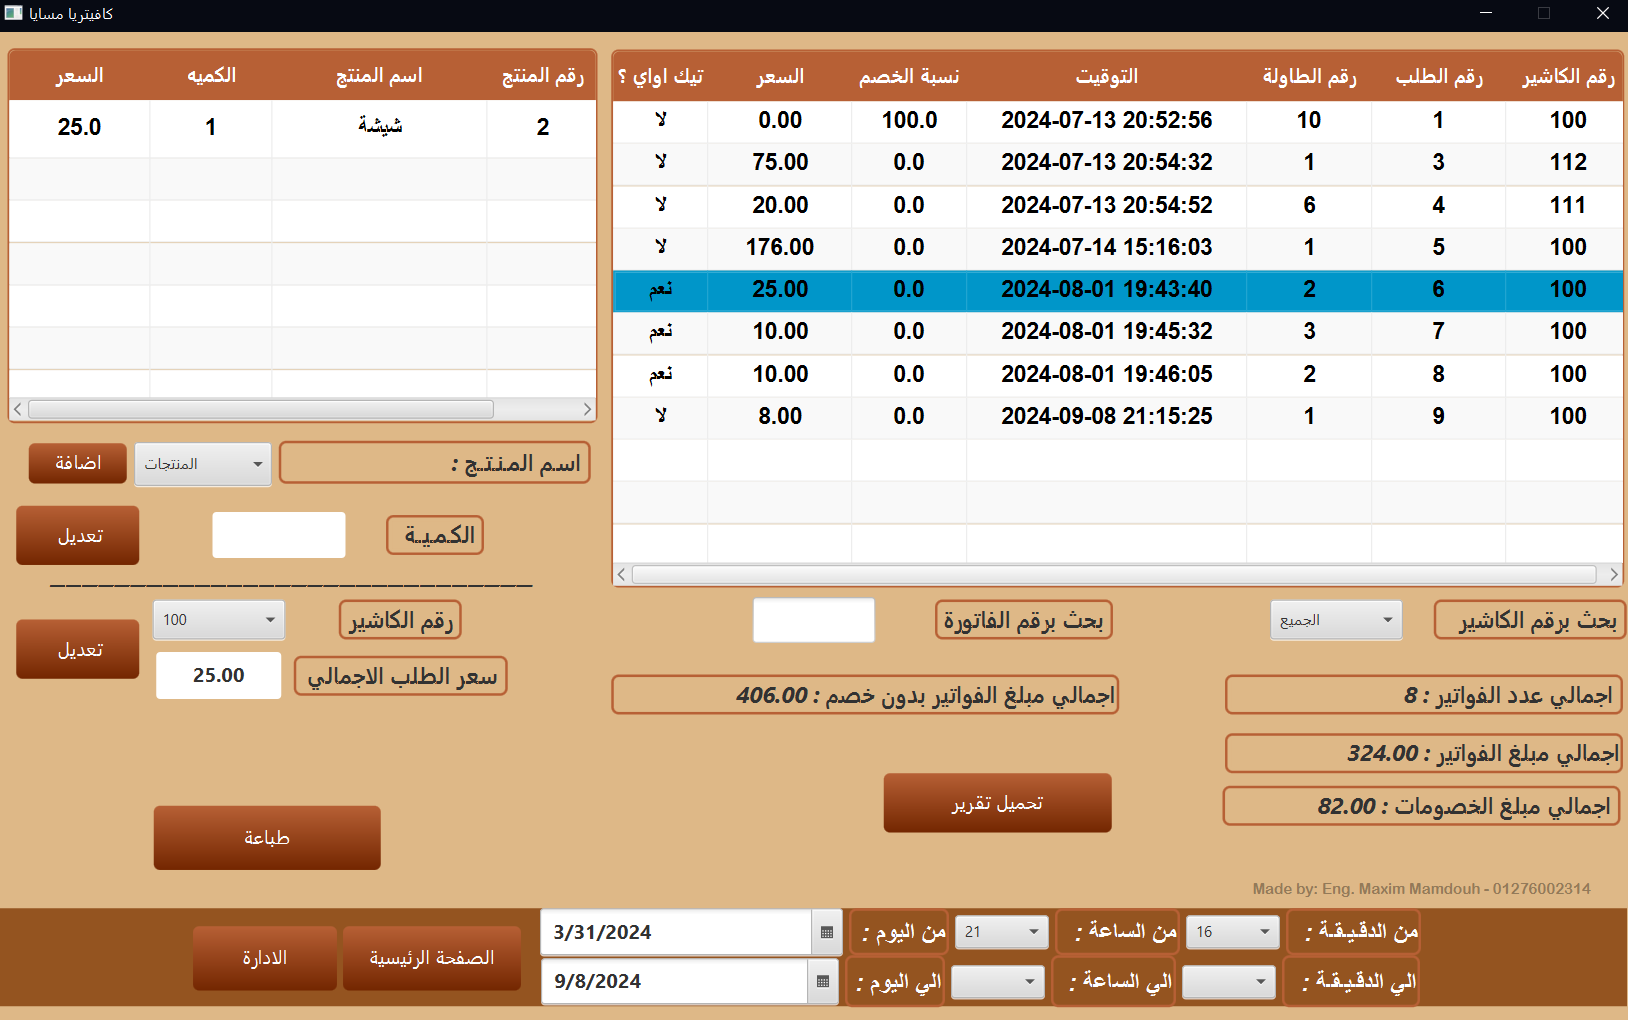 كافيتريا مسايا
رقم الكاشير رقم الطلب رقم الطاولة التوقيت نسبة الخصم السعر تيك اواي ؟
100 1 10 2024-07-13 20:52:56 100.0 0.00 لا
112 3 1 2024-07-13 20:54:32 0.0 75.00 لا
111 4 6 2024-07-13 20:54:52 0.0 20.00 لا
100 5 1 2024-07-14 15:16:03 0.0 176.00 لا
100 6 2 2024-08-01 19:43:40 0.0 25.00 نعم
100 7 3 2024-08-01 19:45:32 0.0 10.00 نعم
100 8 2 2024-08-01 19:46:05 0.0 10.00 نعم
100 9 1 2024-09-08 21:15:25 0.0 8.00 لا
رقم المنتج اسم المنتج الكميه السعر
2 شيشة 1 25.0
اسم المنتج :
المنتجات
اضافة
الكمية
تعديل
رقم الكاشير
100
تعديل
سعر الطلب الاجمالي
25.00
طباعة
بحث برقم الكاشير
الجميع
بحث برقم الفاتورة
اجمالي عدد الفواتير : 8
اجمالي مبلغ الفواتير بدون خصم : 406.00
اجمالي مبلغ الفواتير : 324.00
اجمالي مبلغ الخصومات : 82.00
تحميل تقرير
Made by: Eng. Maxim Mamdouh - 01276002314
من الدقيقة : 16 من الساعة : 21 من اليوم : 3/31/2024
الي الدقيقة : الي الساعة : الي اليوم : 9/8/2024
الصفحة الرئيسية
الادارة